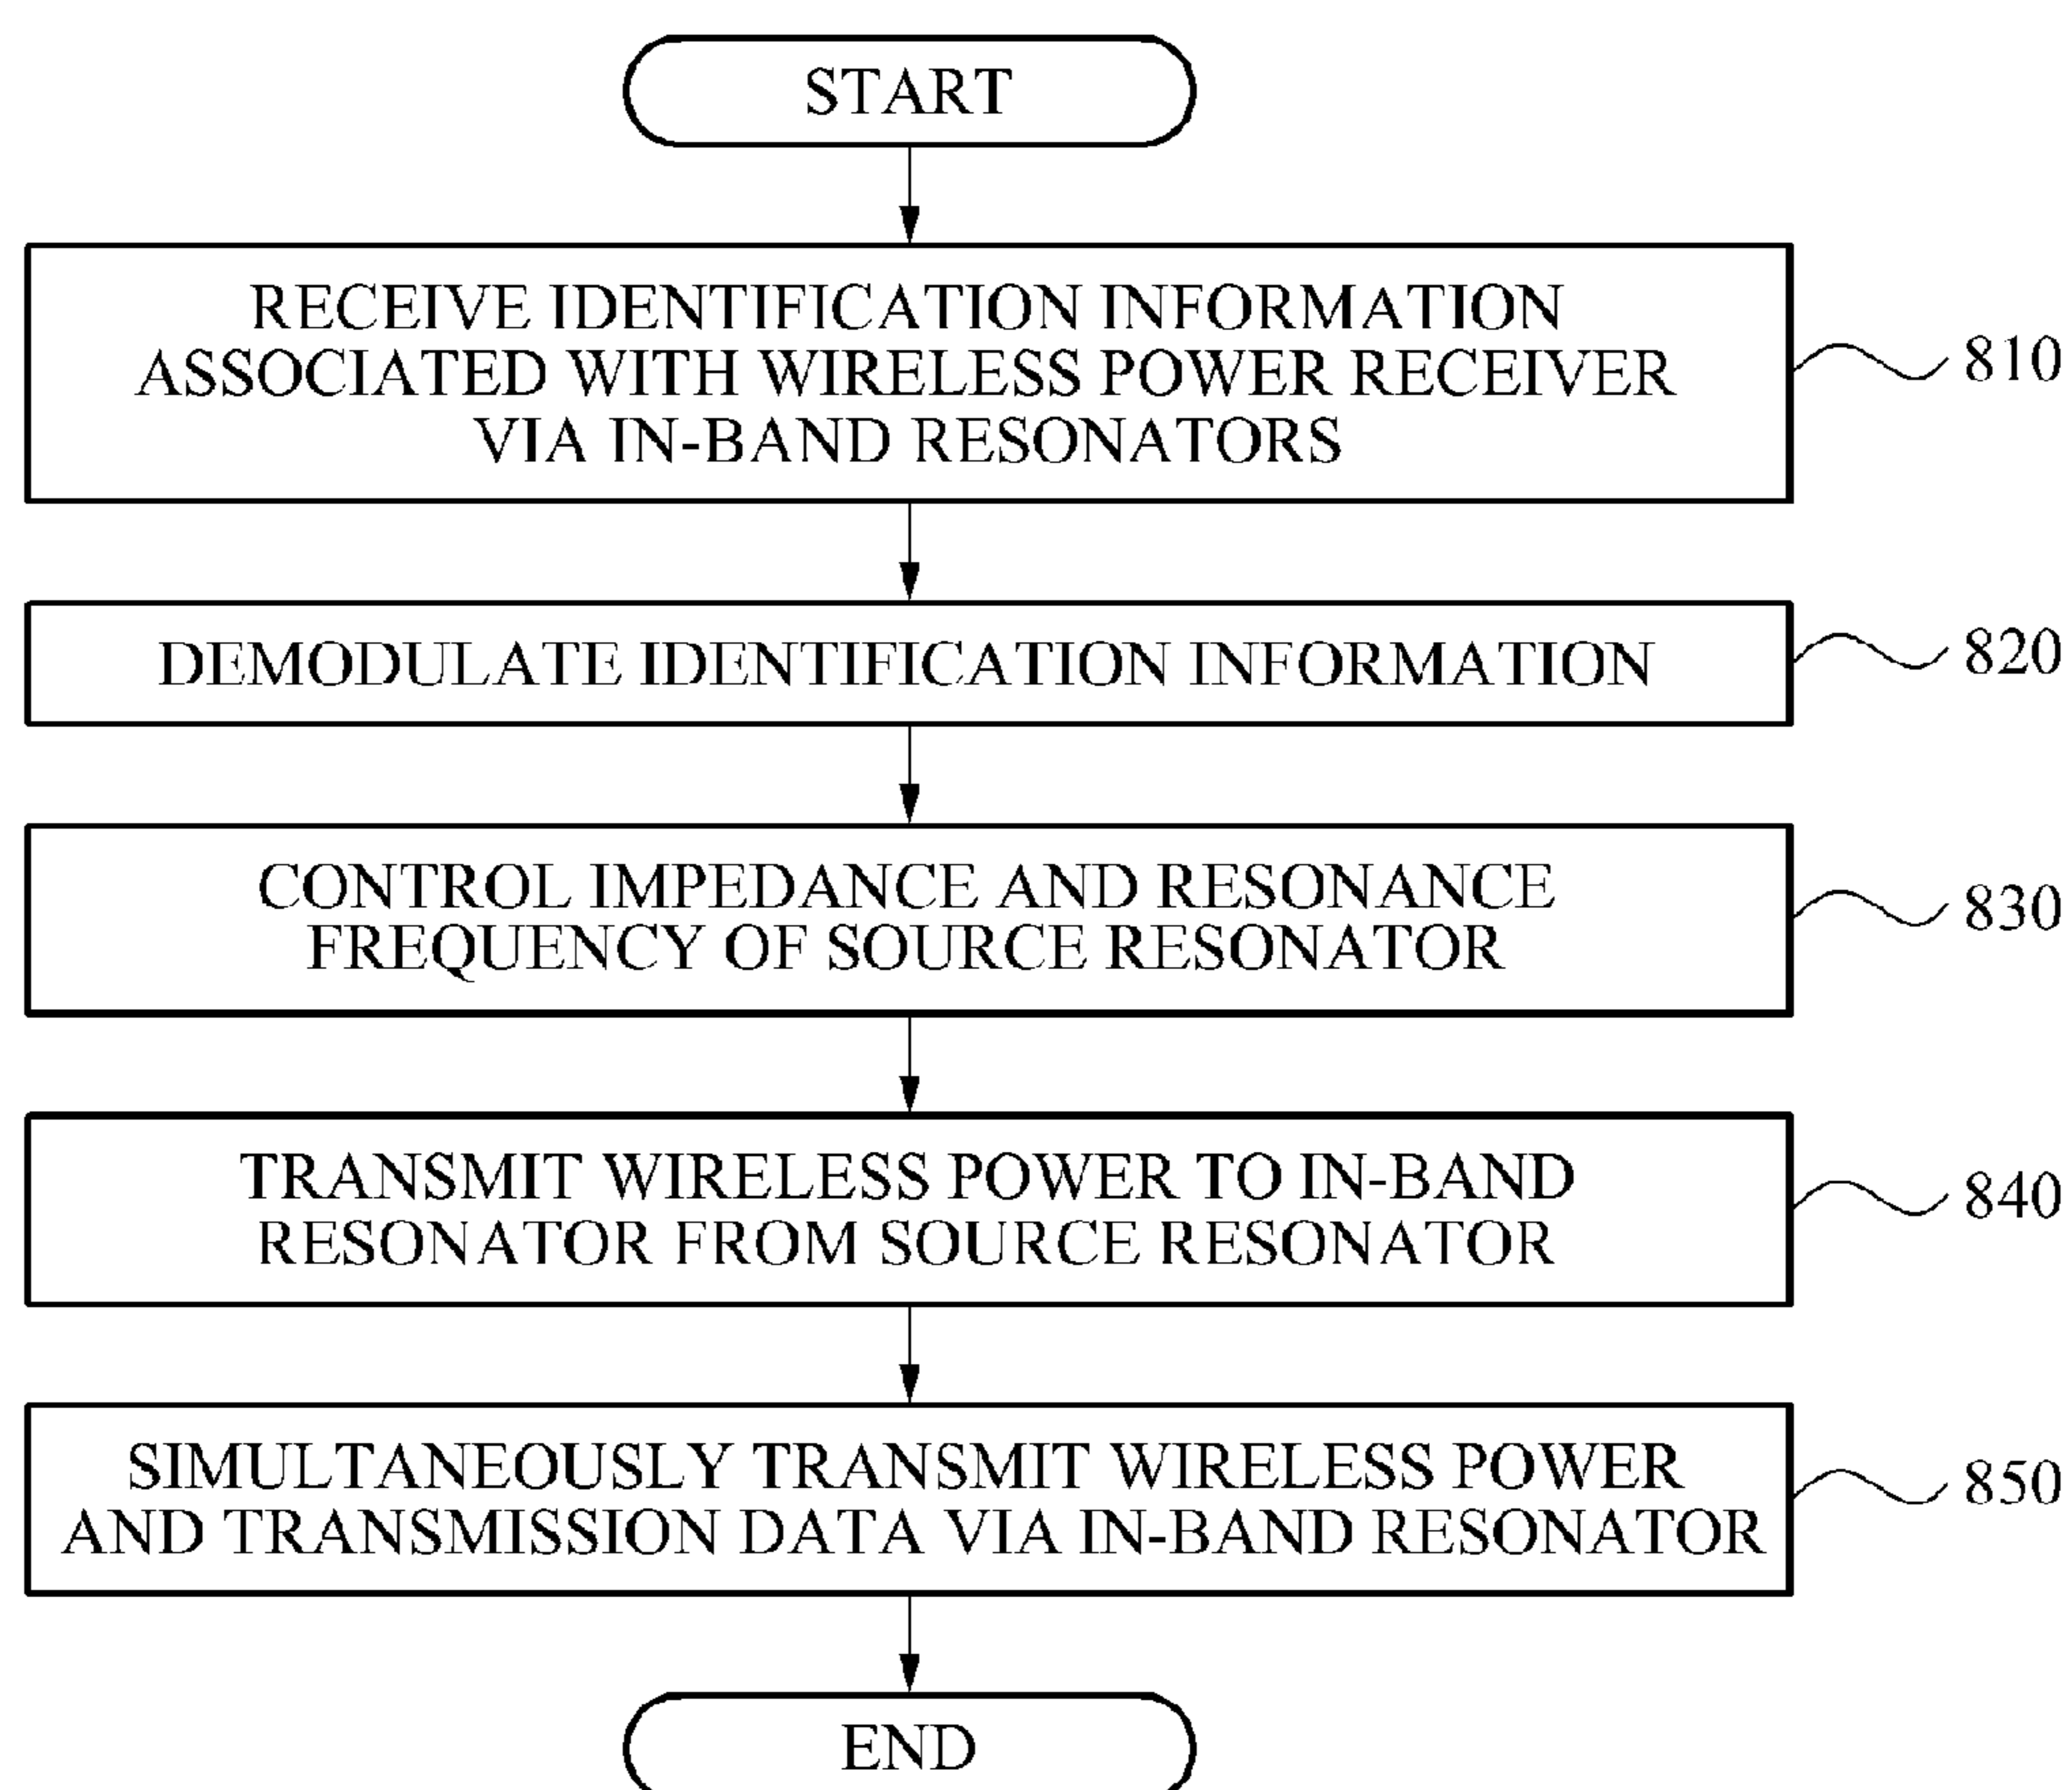 START
RECEIVE IDENTIFICATION INFORMATION
ASSOCIATED WITH WIRELESS POWER RECEIVER
VIA IN-BAND RESONATORS
810
DEMODULATE IDENTIFICATION INFORMATION
820
CONTROL IMPEDANCE AND RESONANCE
FREQUENCY OF SOURCE RESONATOR
830
TRANSMIT WIRELESS POWER TO IN-BAND
RESONATOR FROM SOURCE RESONATOR
840
SIMULTANEOUSLY TRANSMIT WIRELESS POWER
AND TRANSMISSION DATA VIA IN-BAND RESONATOR
850
END